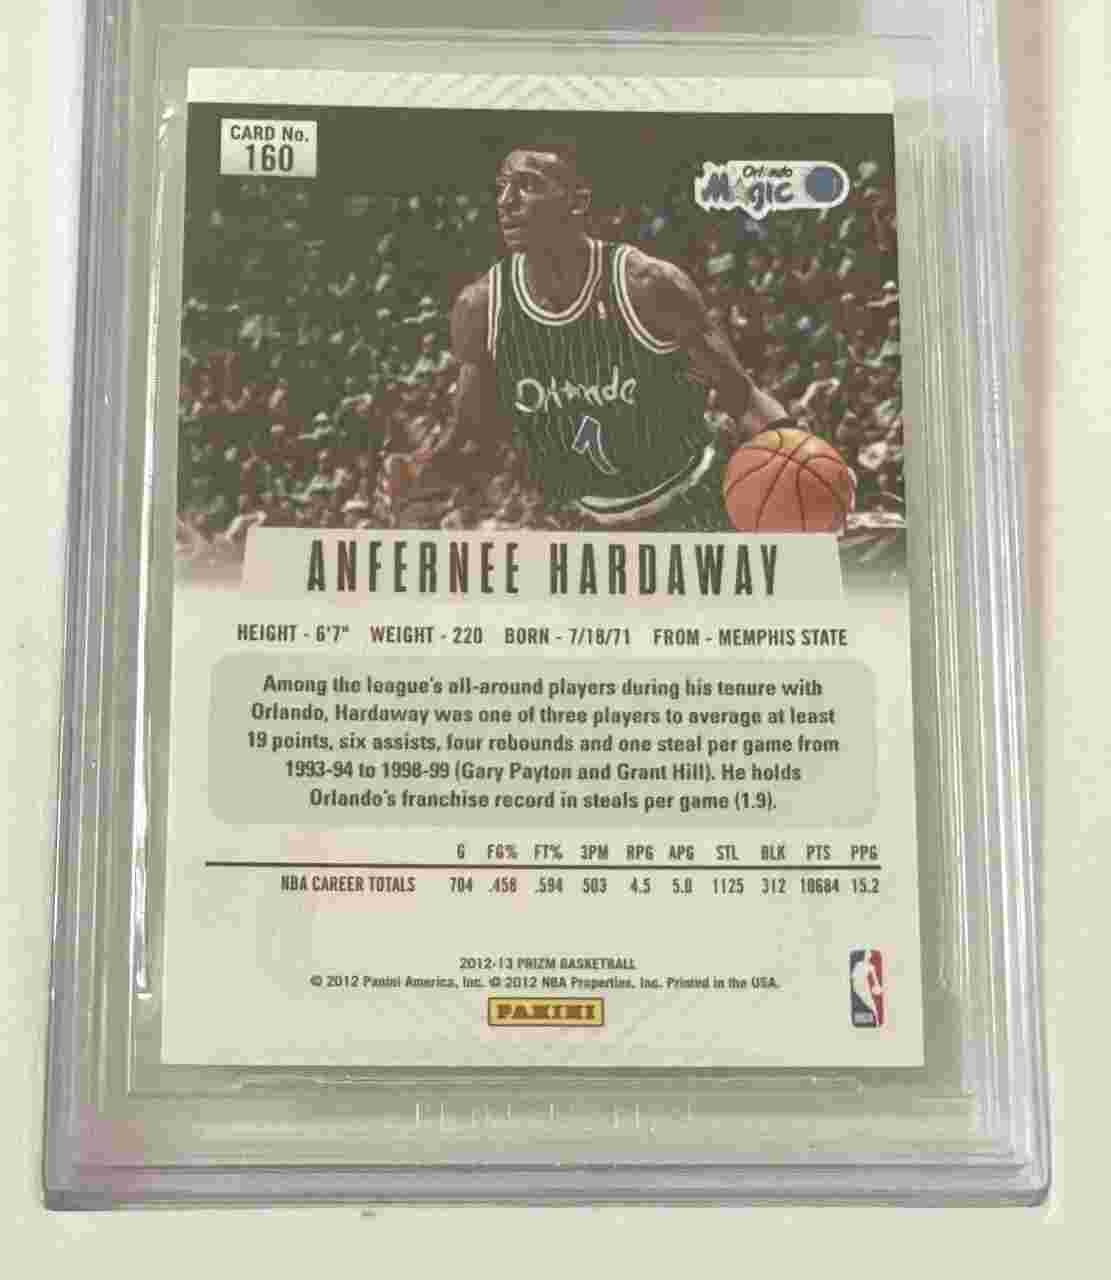 CARD No.
160
Orlando
Magic
Orlando
1
ANFERNEE HARDAWAY
HEIGHT - 6'7" WEIGHT - 220 BORN - 7/18/71 FROM - MEMPHIS STATE
Among the league's all-around players during his tenure with
Orlando, Hardaway was one of three players to average at least
19 points, six assists, four rebounds and one steal per game from
1993-94 to 1998-99 (Gary Payton and Grant Hill). He holds
Orlando's franchise record in steals per game (1.9).
G FG% FT% 3PM RPG APG STL BLK PTS PPG
NBA CAREER TOTALS 704 .458 .594 503 4.5 5.0 1125 312 10684 15.2
2012-13 PRIZM BASKETBALL
© 2012 Panini America, Inc. © 2012 NBA Properties, Inc. Printed in the USA.
PANINI